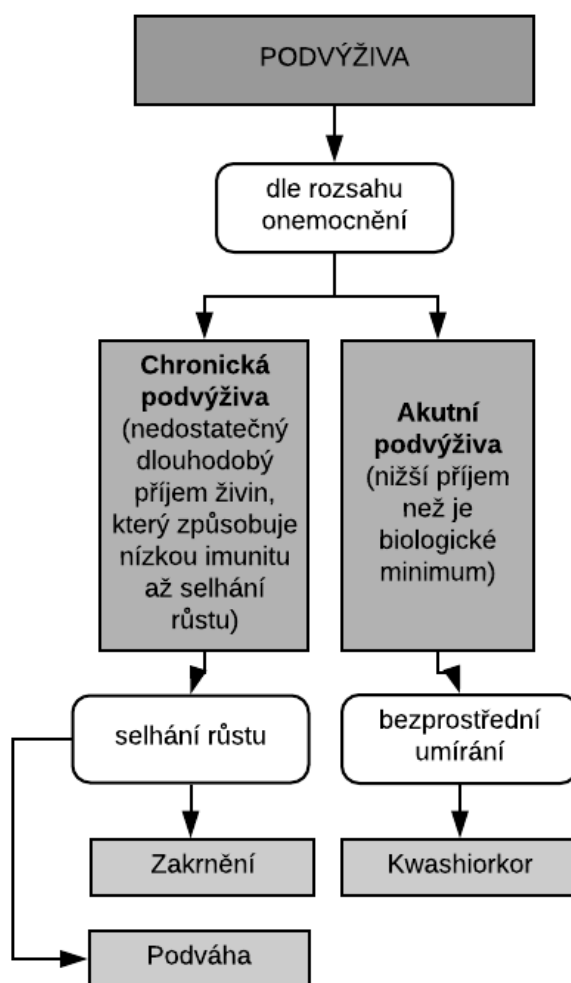 PODVÝŽIVA
dle rozsahu
onemocnění
Chronická
podvýživa
(nedostatečný
dlouhodobý
příjem živin,
který způsobuje
nízkou imunitu
až selhání
růstu)
Akutní
podvýživa
(nižší příjem
než je
biologické
minimum)
selhání růstu
bezprostřední
umírání
Zakrnění
Kwashiorkor
Podváha